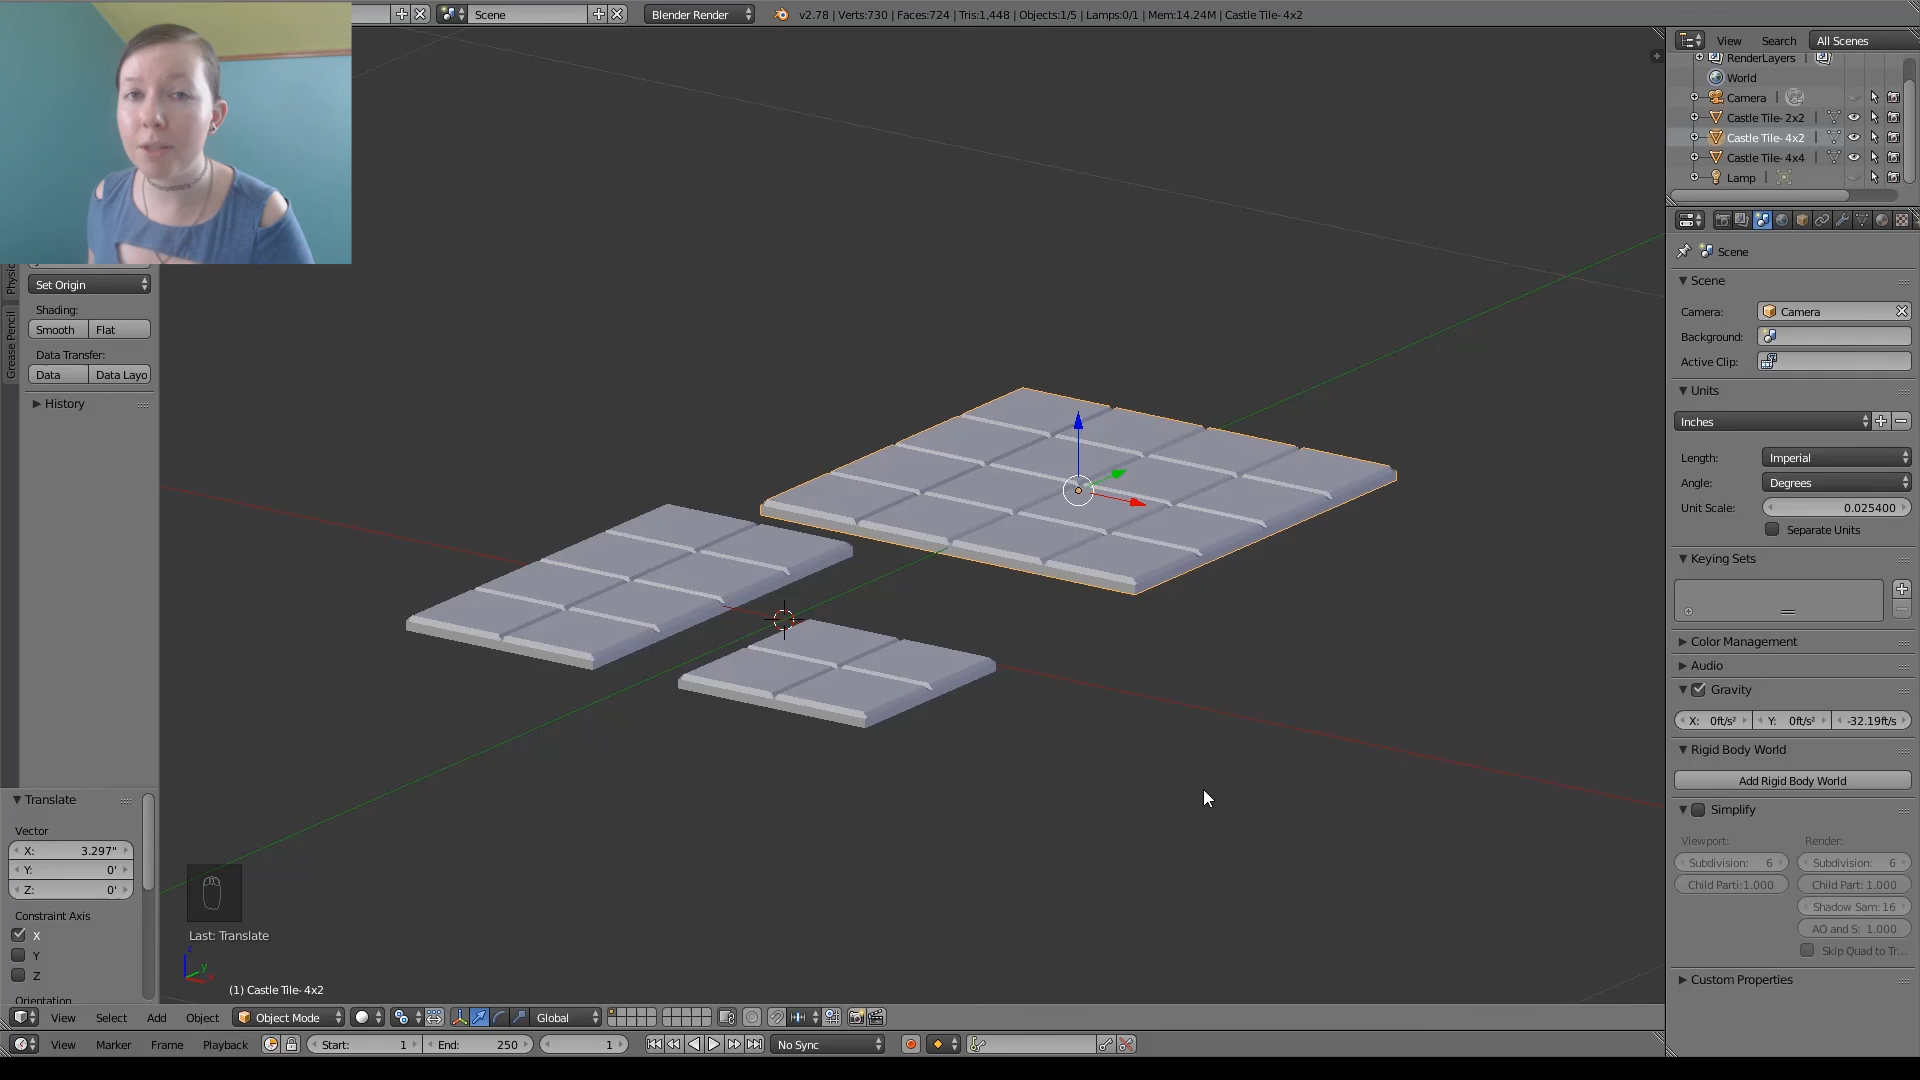 Scene
Blender Render
v2.78 | Verts:730 | Faces:724 | Tris:1,448 | Objects:1/5 | Lamps:0/1 | Mem:14.24M | Castle Tile- 4x2
View Search All Scenes
RenderLayers
World
Camera
Castle Tile- 2x2
Castle Tile- 4x2
Castle Tile- 4x4
Lamp
Scene
Scene
Camera: Camera
Background:
Active Clip:
Units
Inches
Length: Imperial
Angle: Degrees
Unit Scale: 0.025400
Separate Units
Keying Sets
Color Management
Audio
Gravity
X: 0ft/s² Y: 0ft/s² -32.19ft/s
Rigid Body World
Add Rigid Body World
Simplify
Viewport: Render:
Subdivision: 6 Subdivision: 6
Child Parti:1.000 Child Part: 1.000
Shadow Sam: 16
AO and S: 1.000
Skip Quad to Tr...
Custom Properties
Physi
Grease Pencil
Set Origin
Shading:
Smooth Flat
Data Transfer:
Data Data Layo
History
Translate
Vector
X: 3.297"
Y: 0'
Z: 0'
Constraint Axis
X
Y
Z
Orientation
Last: Translate
z
y
(1) Castle Tile- 4x2
View Select Add Object Object Mode Global
View Marker Frame Playback Start: 1 End: 250 1 No Sync